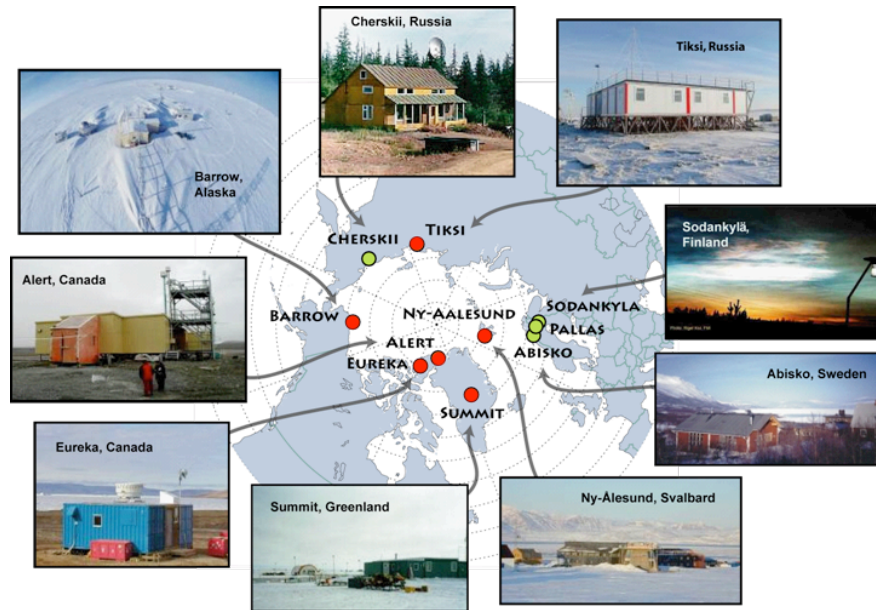 Cherskii, Russia
Tiksi, Russia
Barrow,
Alaska
Sodankylä,
Finland
TIKSI
CHERSKII
Alert, Canada
BARROW
NY-AALESUND
SODANKYLA
PALLAS
ALERT
ABISKO
EUREKA
Abisko, Sweden
SUMMIT
Eureka, Canada
Summit, Greenland
Ny-Ålesund, Svalbard